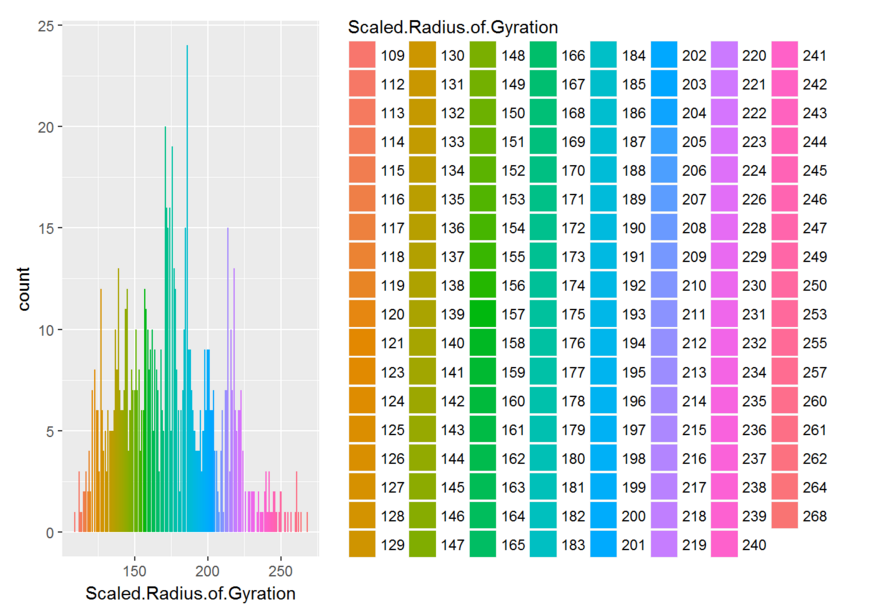 Scaled.Radius.of.Gyration
109 130 148 166 184 202 220 241
112 131 149 167 185 203 221 242
113 132 150 168 186 204 222 243
114 133 151 169 187 205 223 244
115 134 152 170 188 206 224 245
116 135 153 171 189 207 226 246
117 136 154 172 190 208 228 247
118 137 155 173 191 209 229 249
119 138 156 174 192 210 230 250
120 139 157 175 193 211 231 253
121 140 158 176 194 212 232 255
123 141 159 177 195 213 234 257
124 142 160 178 196 214 235 260
125 143 161 179 197 215 236 261
126 144 162 180 198 216 237 262
127 145 163 181 199 217 238 264
128 146 164 182 200 218 239 268
129 147 165 183 201 219 240
count
25
20
15
10
5
0
150 200 250
Scaled.Radius.of.Gyration